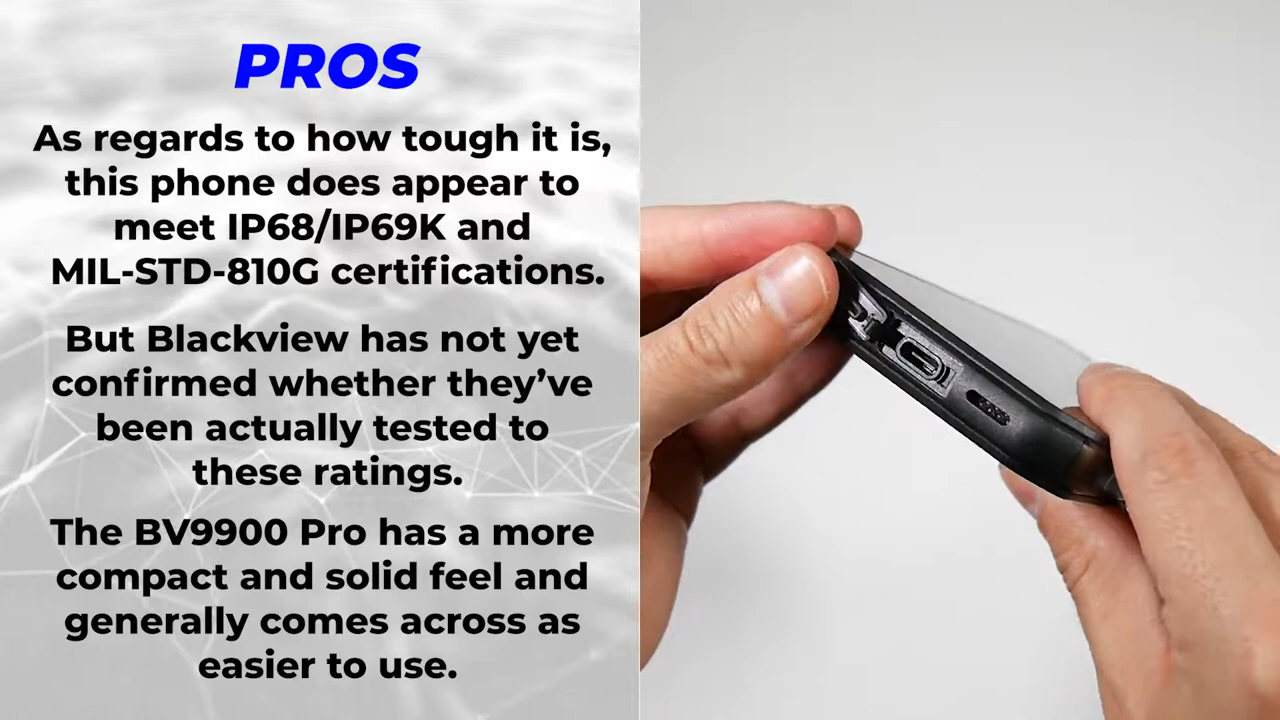 PROS
As regards to how tough it is,
this phone does appear to
meet IP68/IP69K and
MIL-STD-810G certifications.
But Blackview has not yet
confirmed whether they’ve
been actually tested to
these ratings.
The BV9900 Pro has a more
compact and solid feel and
generally comes across as
easier to use.